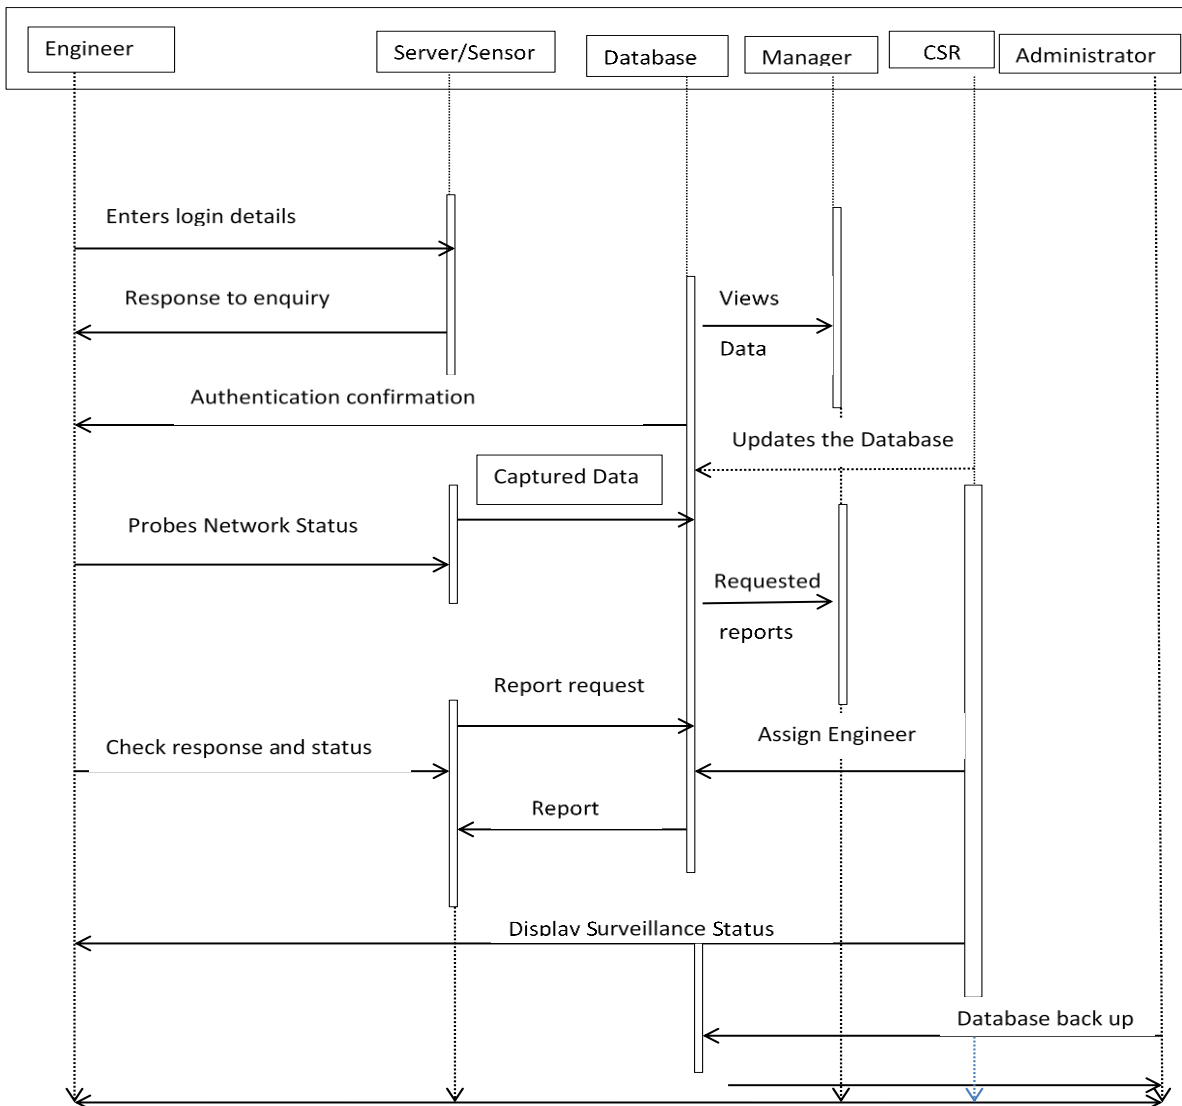 Engineer
Server/Sensor
Database
Manager
CSR
Administrator
Enters login details
Response to enquiry
Views
Data
Authentication confirmation
Updates the Database
Captured Data
Probes Network Status
Requested
reports
Report request
Assign Engineer
Check response and status
Report
Display Surveillance Status
Database back up